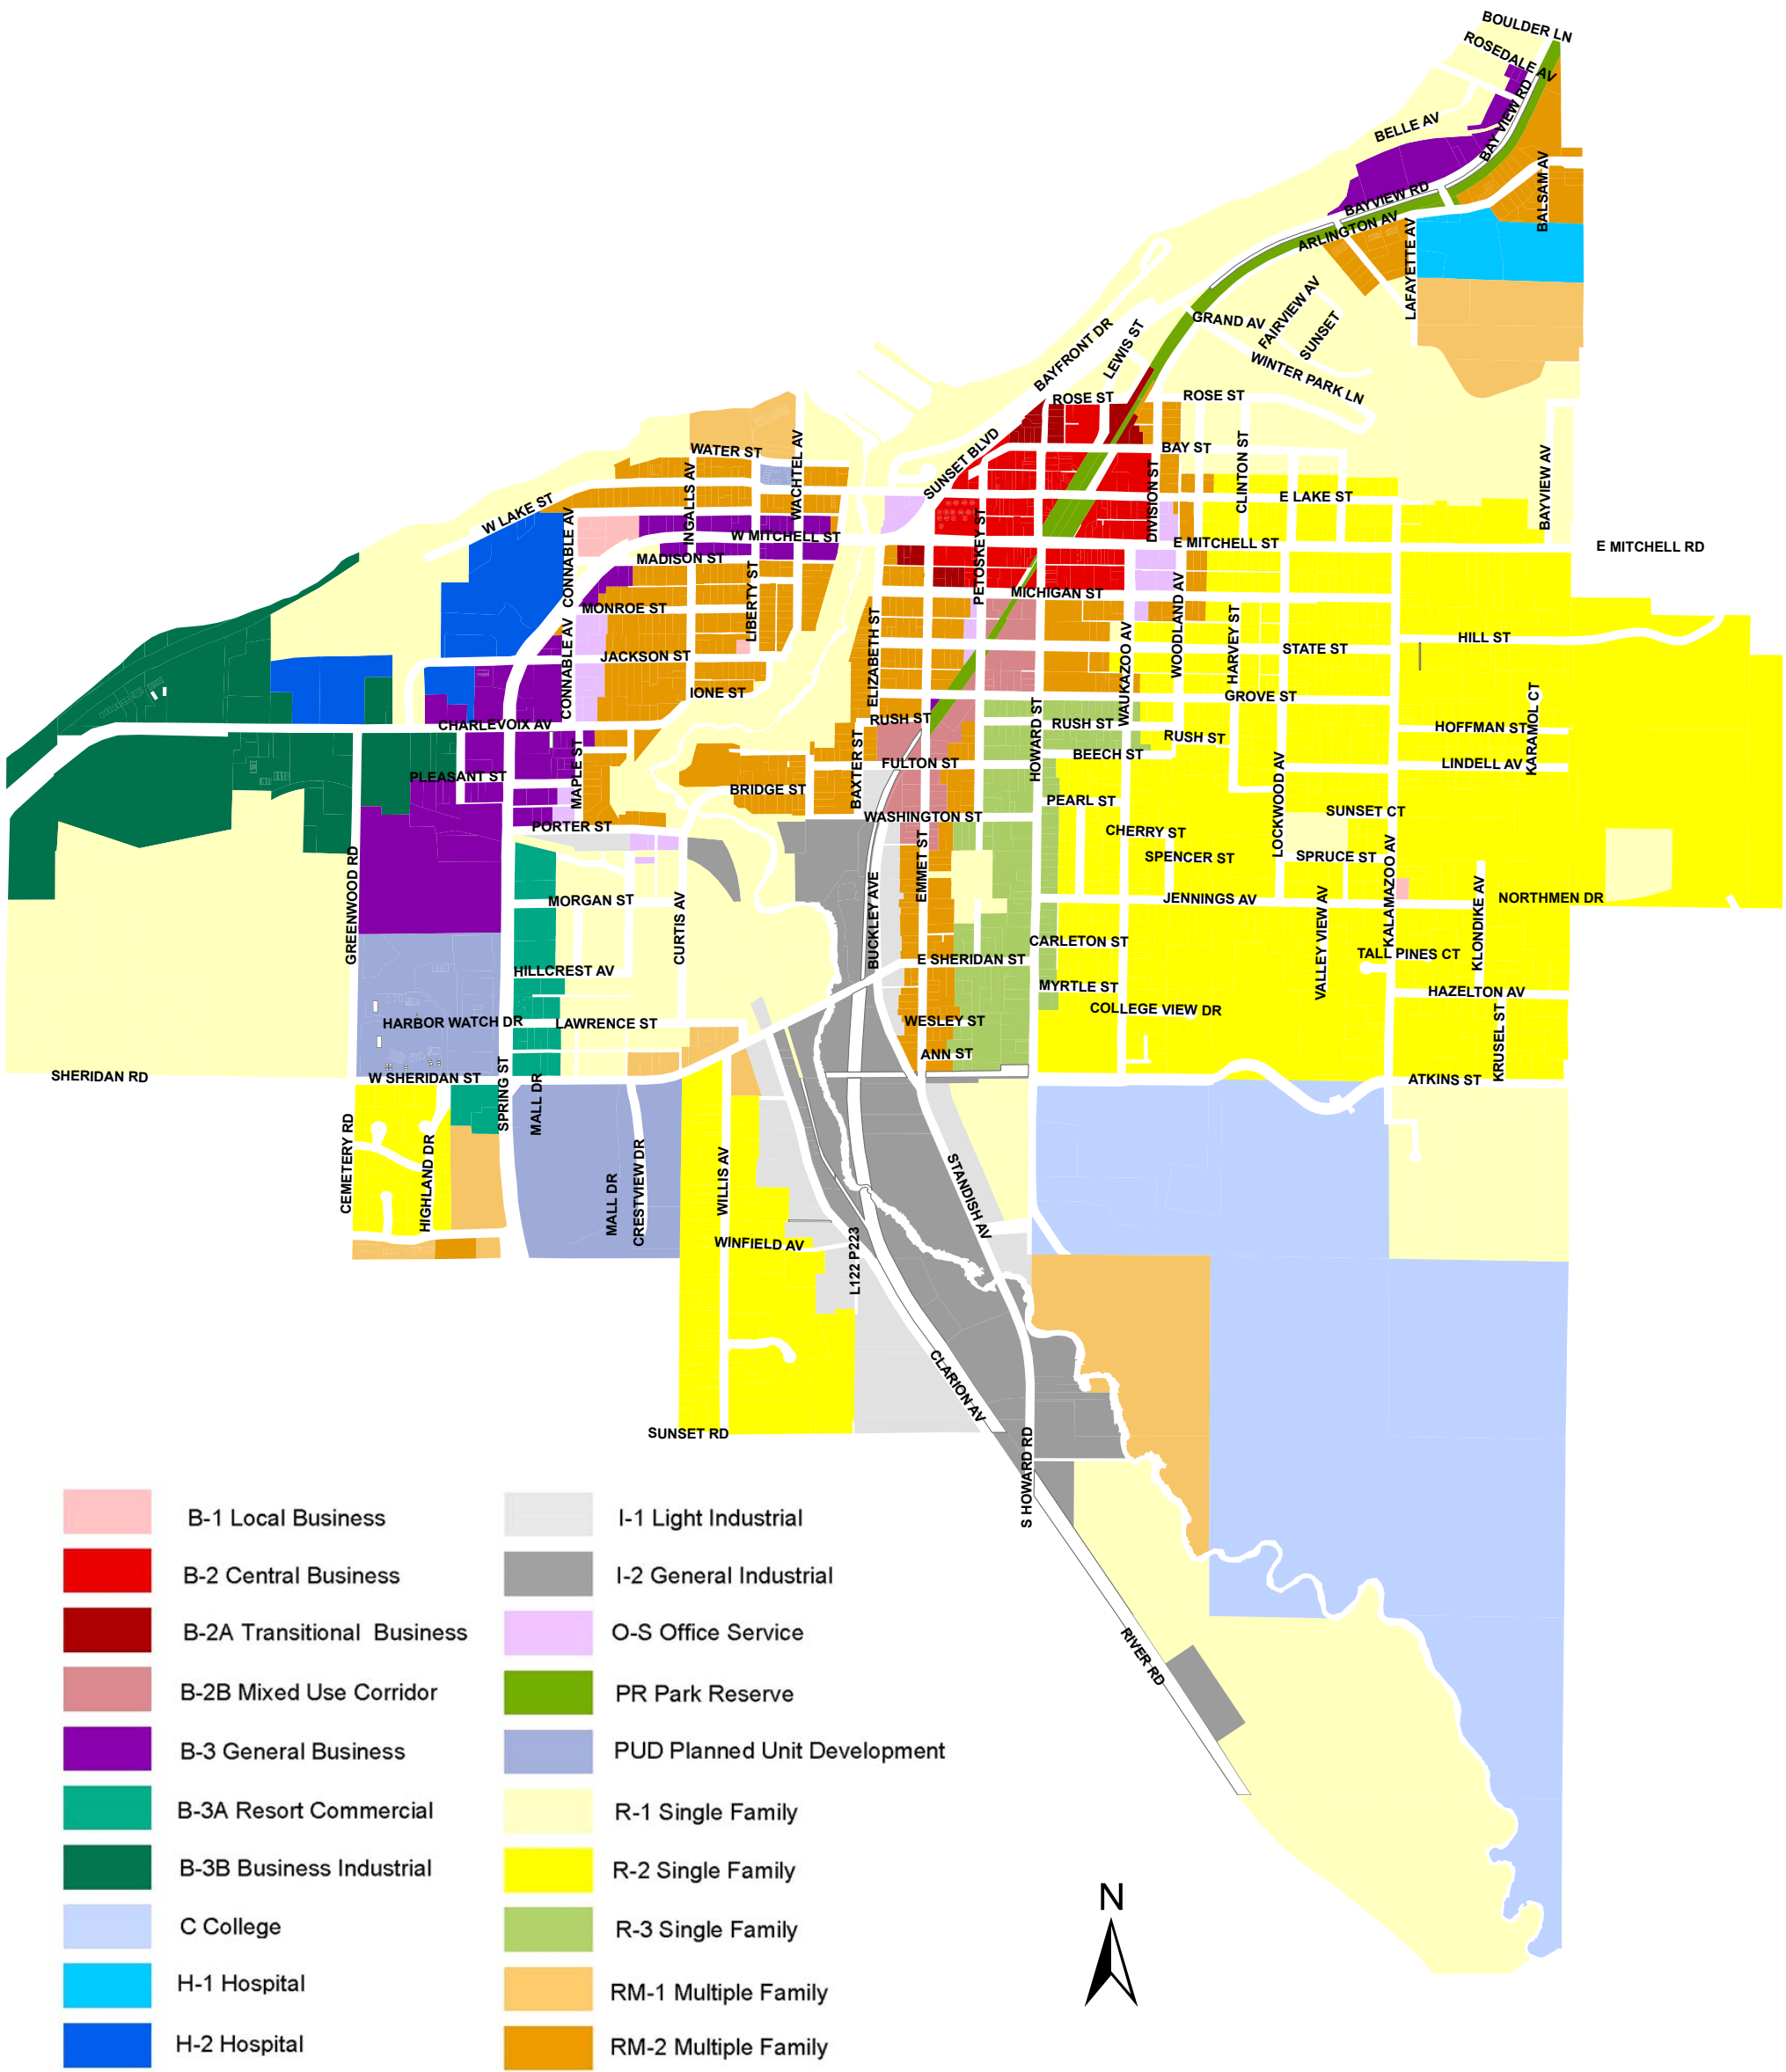 BOULDER LN
ROSEDALE AV
BAY VIEW RD
BELLE AV
BALSAM AV
BAYVIEW RD
ARLINGTON AV
LAFAYETTE AV
FAIRVIEW AV
SUNSET
GRAND AV
WINTER PARK LN
BAYFRONT DR
LEWIS ST
ROSE ST
ROSE ST
BAY ST
SUNSET BLVD
CLINTON ST
DIVISION ST
BAYVIEW AV
WATER ST
WACHTEL AV
INGALLS AV
W LAKE ST
E LAKE ST
CONNABLE AV
W MITCHELL ST
PETOSKEY ST
E MITCHELL ST
E MITCHELL RD
MADISON ST
LIBERTY ST
MICHIGAN ST
MONROE ST
WOODLAND AV
HARVEY ST
HILL ST
CONNABLE AV
JACKSON ST
ELIZABETH ST
WAUKAZOO AV
STATE ST
IONE ST
GROVE ST
KARAMOL CT
CHARLEVOIX AV
RUSH ST
HOWARD ST
RUSH ST
RUSH ST
HOFFMAN ST
BEECH ST
MAPLE ST
BAXTER ST
FULTON ST
LINDELL AV
PLEASANT ST
BRIDGE ST
PEARL ST
LOCKWOOD AV
SUNSET CT
PORTER ST
WASHINGTON ST
CHERRY ST
SPENCER ST
SPRUCE ST
KALAMAZOO AV
GREENWOOD RD
MORGAN ST
CURTIS AV
BUCKLEY AVE
EMMET ST
JENNINGS AV
VALLEY VIEW AV
KLONDIKE AV
NORTHMEN DR
CARLETON ST
TALL PINES CT
HILLCREST AV
E SHERIDAN ST
MYRTLE ST
HAZELTON AV
COLLEGE VIEW DR
HARBOR WATCH DR
LAWRENCE ST
WESLEY ST
KRUSEL ST
ANN ST
SHERIDAN RD
W SHERIDAN ST
SPRING ST
MALL DR
ATKINS ST
CEMETERY RD
HIGHLAND DR
MALL DR
CRESTVIEW DR
WILLIS AV
STANDISH AV
WINFIELD AV
L122 P223
CLARION AV
SUNSET RD
S HOWARD RD
RIVER RD
B-1 Local Business
B-2 Central Business
B-2A Transitional Business
B-2B Mixed Use Corridor
B-3 General Business
B-3A Resort Commercial
B-3B Business Industrial
C College
H-1 Hospital
H-2 Hospital
I-1 Light Industrial
I-2 General Industrial
O-S Office Service
PR Park Reserve
PUD Planned Unit Development
R-1 Single Family
R-2 Single Family
R-3 Single Family
RM-1 Multiple Family
RM-2 Multiple Family
N